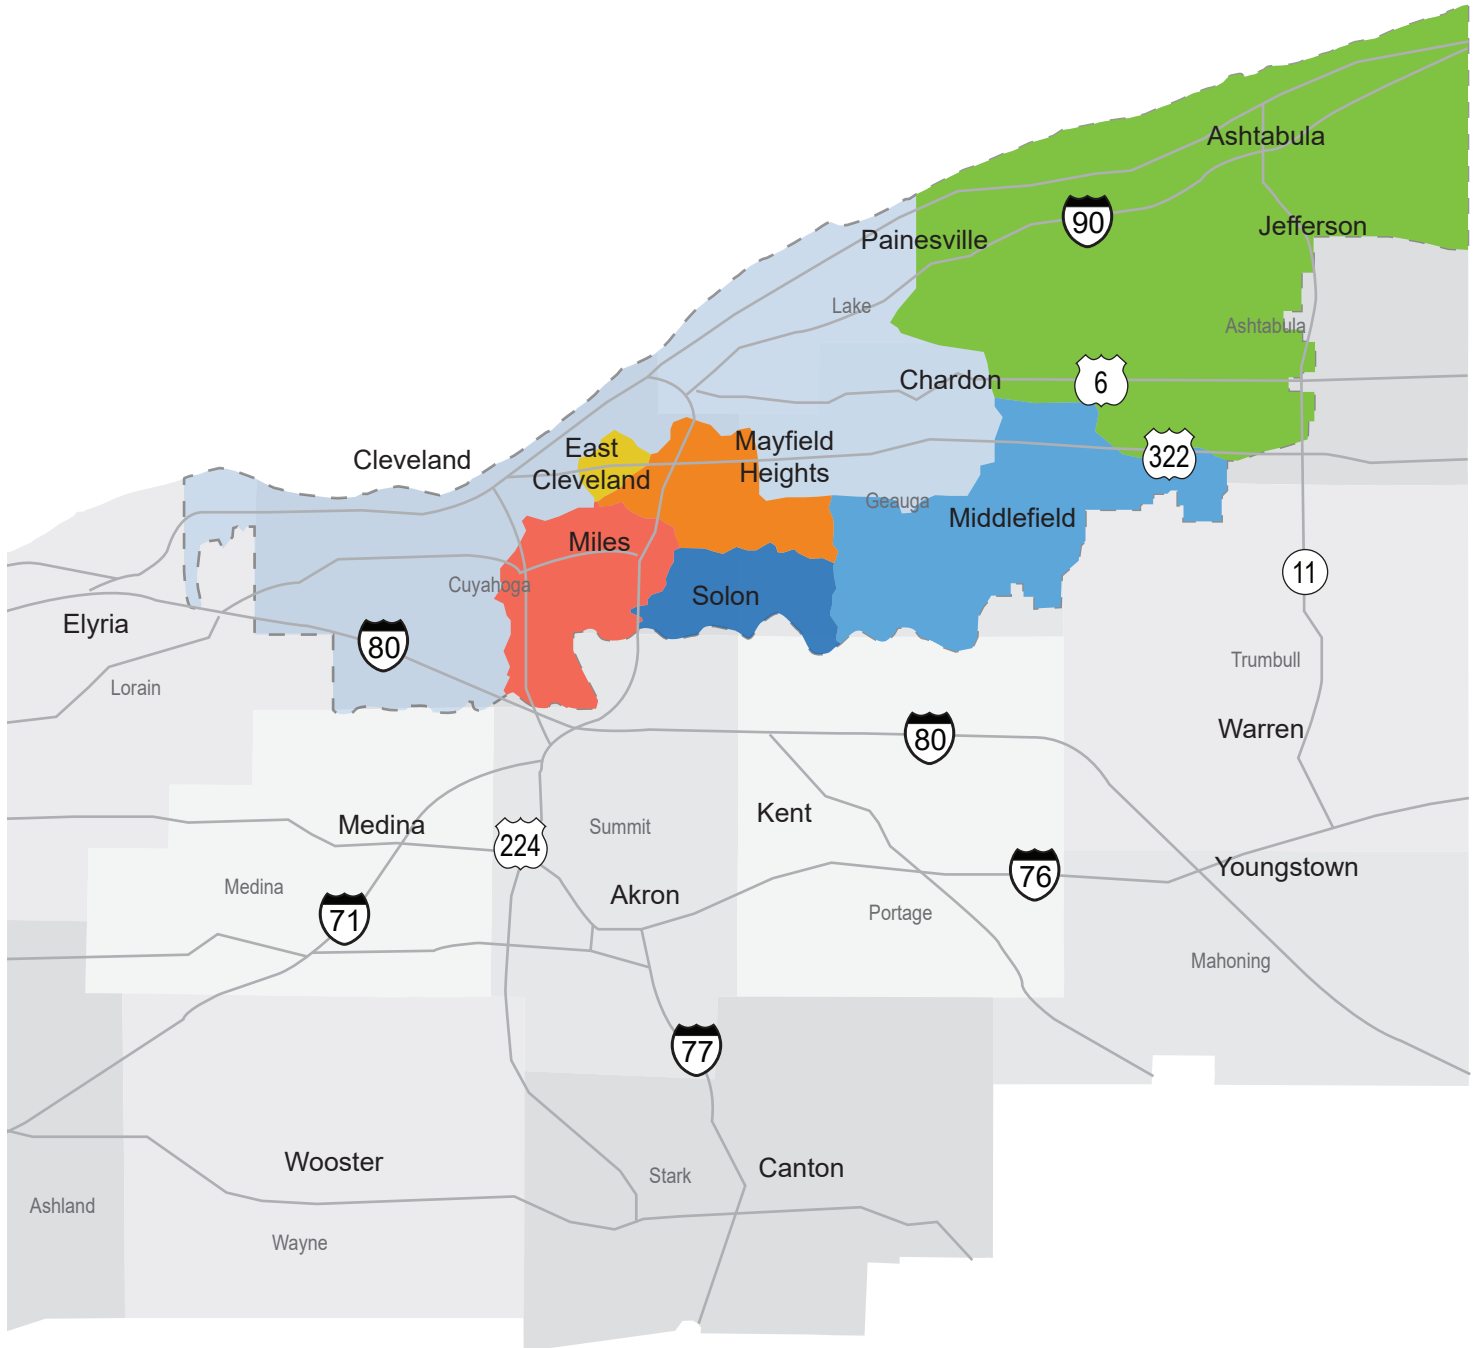 Ashtabula
90
Jefferson
Painesville
Lake
Ashtabula
Chardon
6
East
Cleveland
Mayfield
Heights
Cleveland
322
Geauga
Middlefield
Miles
Cuyahoga
Solon
11
Elyria
80
Lorain
Trumbull
80
Warren
Medina
224
Summit
Kent
Medina
71
Akron
76
Youngstown
Portage
Mahoning
77
Wooster
Stark
Canton
Ashland
Wayne